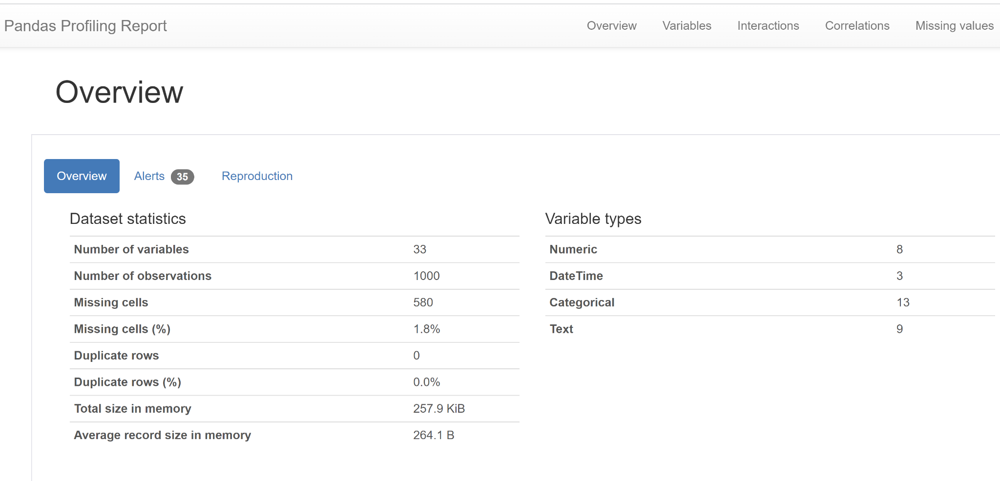 Pandas Profiling Report Overview Variables Interactions Correlations Missing values
Overview
Overview Alerts 35 Reproduction
Dataset statistics
Number of variables 33
Number of observations 1000
Missing cells 580
Missing cells (%) 1.8%
Duplicate rows 0
Duplicate rows (%) 0.0%
Total size in memory 257.9 KiB
Average record size in memory 264.1 B
Variable types
Numeric 8
DateTime 3
Categorical 13
Text 9